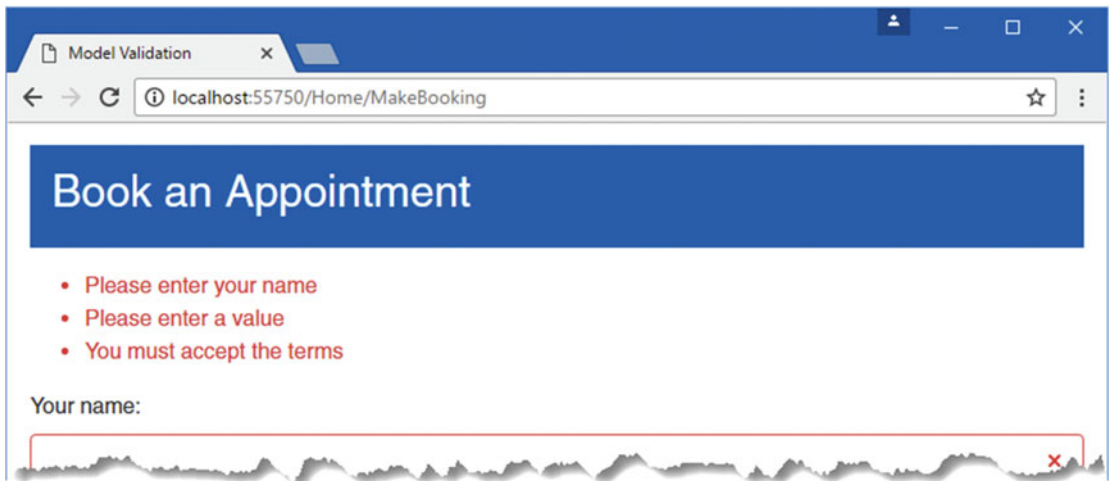 Model Validation
localhost:55750/Home/MakeBooking
Book an Appointment
• Please enter your name
• Please enter a value
• You must accept the terms
Your name: